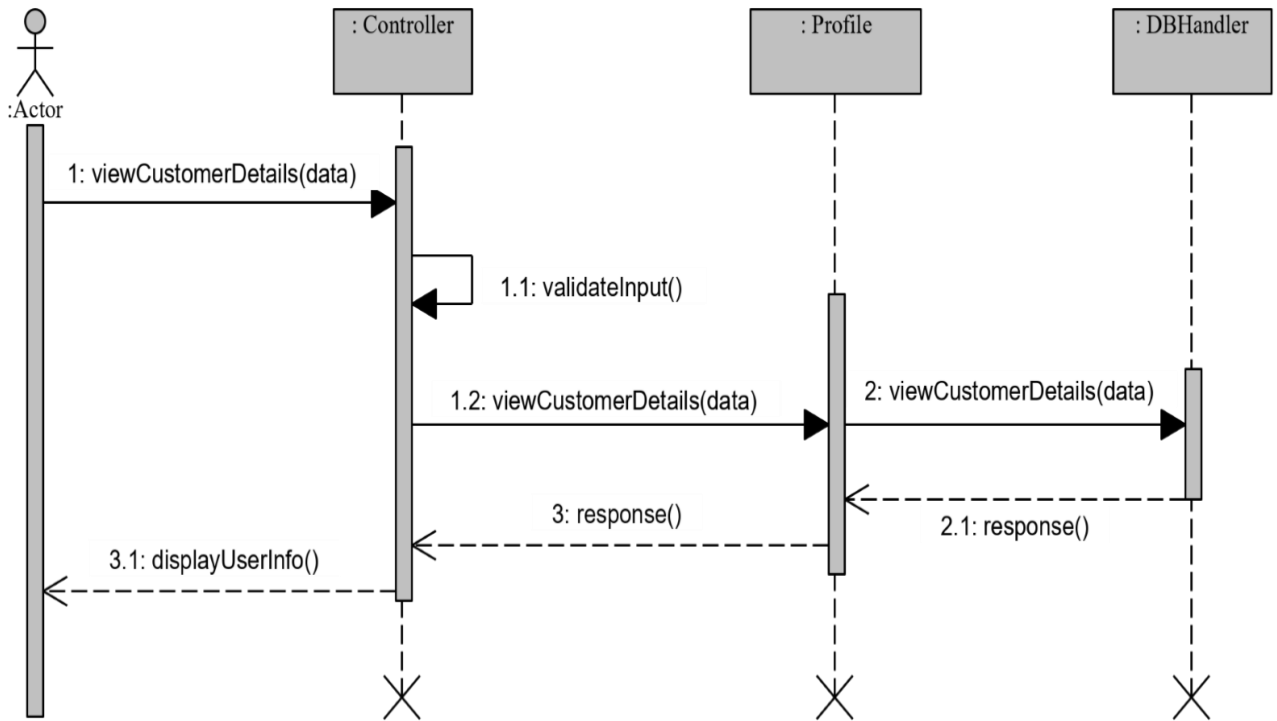 : Controller
: Profile
: DBHandler
:Actor
1: viewCustomerDetails(data)
1.1: validateInput()
1.2: viewCustomerDetails(data)
2: viewCustomerDetails(data)
3: response()
2.1: response()
3.1: displayUserInfo()